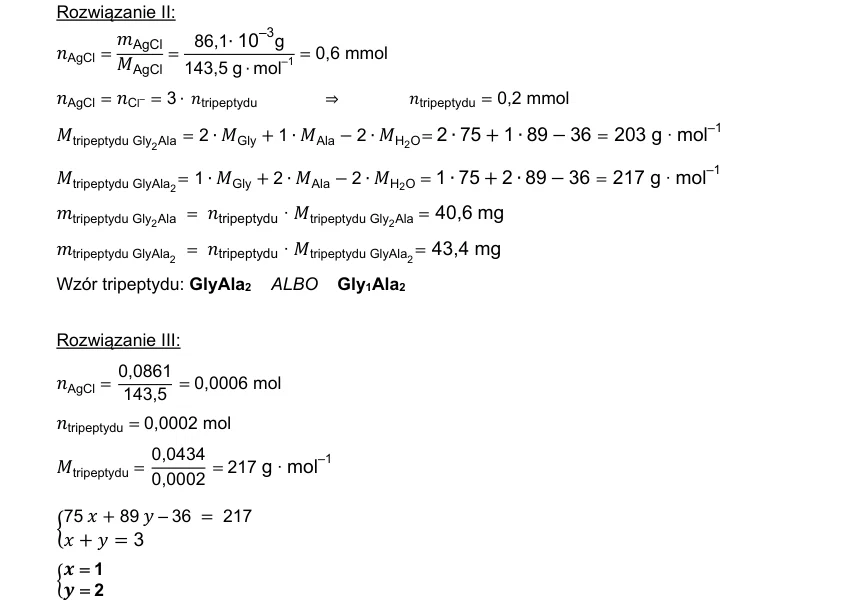 Rozwiązanie II:
n_AgCl = m_AgCl / M_AgCl = 86,1· 10⁻³g / 143,5 g · mol⁻¹ = 0,6 mmol
n_AgCl = n_Cl⁻ = 3 · n_tripeptydu ⇒ n_tripeptydu = 0,2 mmol
M_tripeptydu Gly₂Ala = 2 · M_Gly + 1 · M_Ala − 2 · M_H₂O = 2 · 75 + 1 · 89 − 36 = 203 g · mol⁻¹
M_tripeptydu GlyAla₂ = 1 · M_Gly + 2 · M_Ala − 2 · M_H₂O = 1 · 75 + 2 · 89 − 36 = 217 g · mol⁻¹
m_tripeptydu Gly₂Ala = n_tripeptydu · M_tripeptydu Gly₂Ala = 40,6 mg
m_tripeptydu GlyAla₂ = n_tripeptydu · M_tripeptydu GlyAla₂ = 43,4 mg
Wzór tripeptydu: GlyAla₂ ALBO Gly₁Ala₂
Rozwiązanie III:
n_AgCl = 0,0861 / 143,5 = 0,0006 mol
n_tripeptydu = 0,0002 mol
M_tripeptydu = 0,0434 / 0,0002 = 217 g · mol⁻¹
{75 x + 89 y – 36 = 217
x + y = 3
{x = 1
y = 2